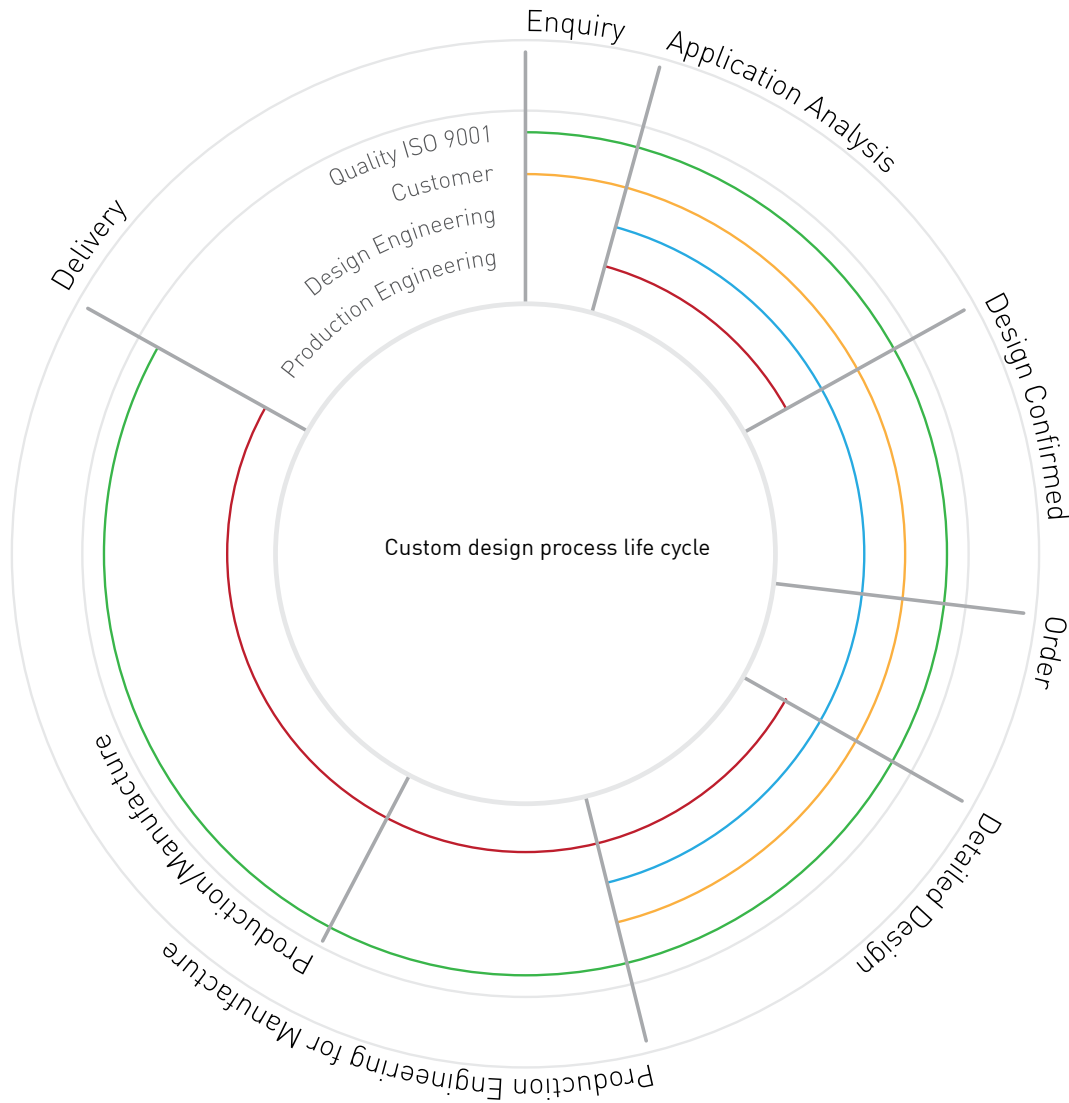 Enquiry
Application Analysis
Design Confirmed
Order
Detailed Design
Production Engineering for Manufacture
Production/Manufacture
Delivery
Quality ISO 9001
Customer
Design Engineering
Production Engineering
Custom design process life cycle